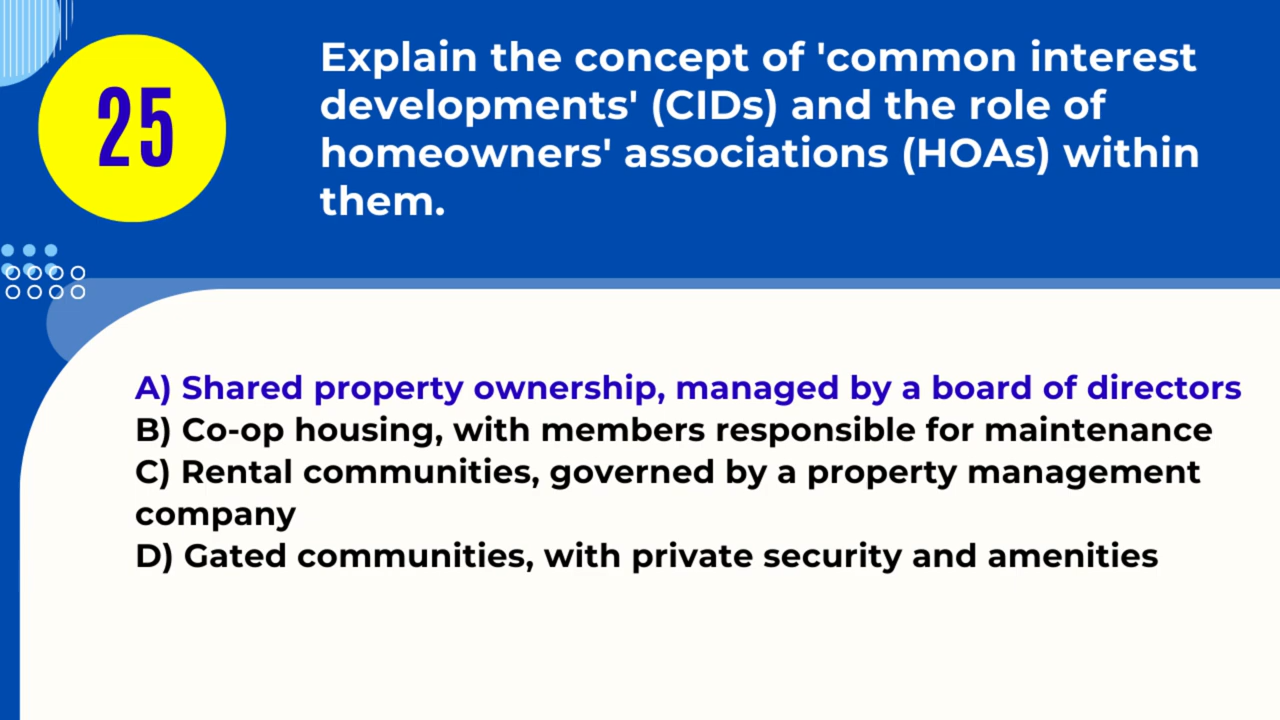 25
Explain the concept of 'common interest
developments' (CIDs) and the role of
homeowners' associations (HOAs) within
them.
A) Shared property ownership, managed by a board of directors
B) Co-op housing, with members responsible for maintenance
C) Rental communities, governed by a property management
company
D) Gated communities, with private security and amenities